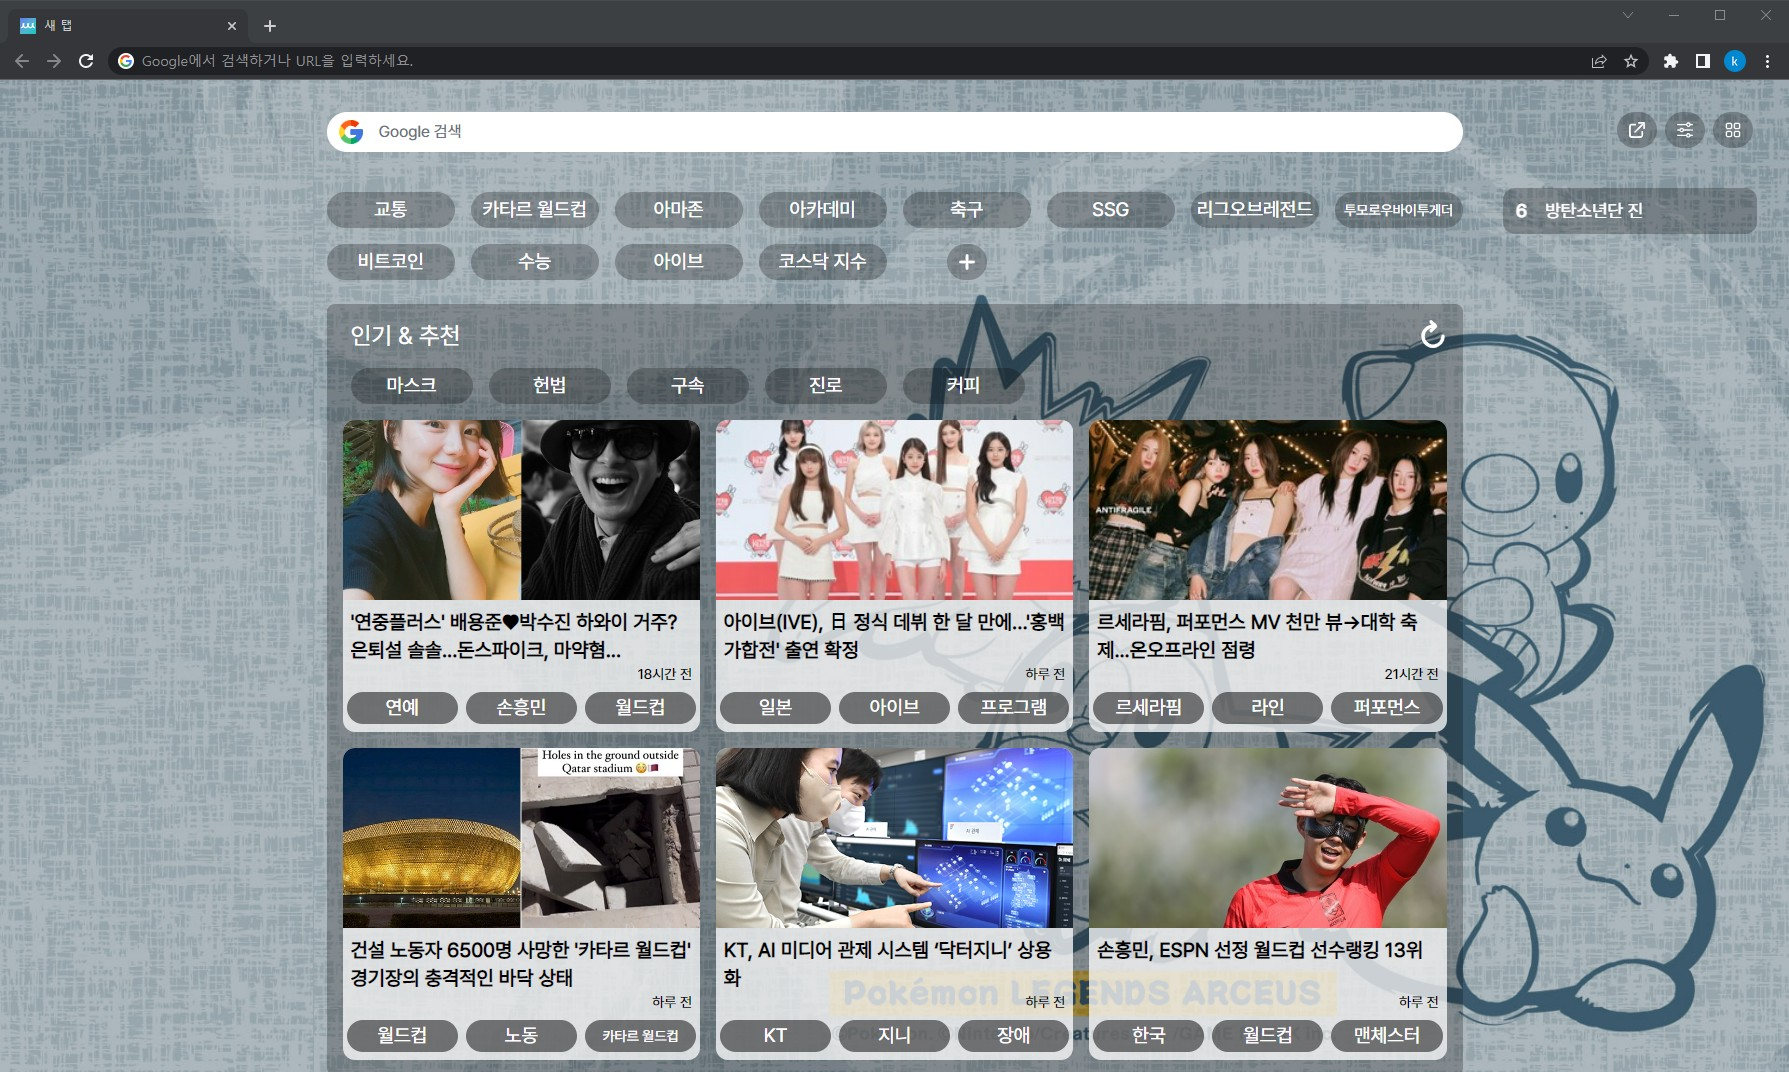 새 탭
Google에서 검색하거나 URL을 입력하세요.
k
Google 검색
교통
카타르 월드컵
아마존
아카데미
축구
SSG
리그오브레전드
투모로우바이투게더
6 방탄소년단 진
비트코인
수능
아이브
코스닥 지수
인기 & 추천
마스크
헌법
구속
진로
커피
ANTIFRAGILE
'연중플러스' 배용준♥박수진 하와이 거주?
은퇴설 솔솔...돈스파이크, 마약혐...
18시간 전
연예
손흥민
월드컵
아이브(IVE), 日 정식 데뷔 한 달 만에...'홍백
가합전' 출연 확정
하루 전
일본
아이브
프로그램
르세라핌, 퍼포먼스 MV 천만 뷰→대학 축
제...온오프라인 점령
21시간 전
르세라핌
라인
퍼포먼스
Holes in the ground outside
Qatar stadium
건설 노동자 6500명 사망한 '카타르 월드컵'
경기장의 충격적인 바닥 상태
하루 전
월드컵
노동
카타르 월드컵
KT, AI 미디어 관제 시스템 ‘닥터지니’ 상용
화
하루 전
KT
지니
장애
손흥민, ESPN 선정 월드컵 선수랭킹 13위
하루 전
한국
월드컵
맨체스터
Pokémon LEGENDS ARCEUS